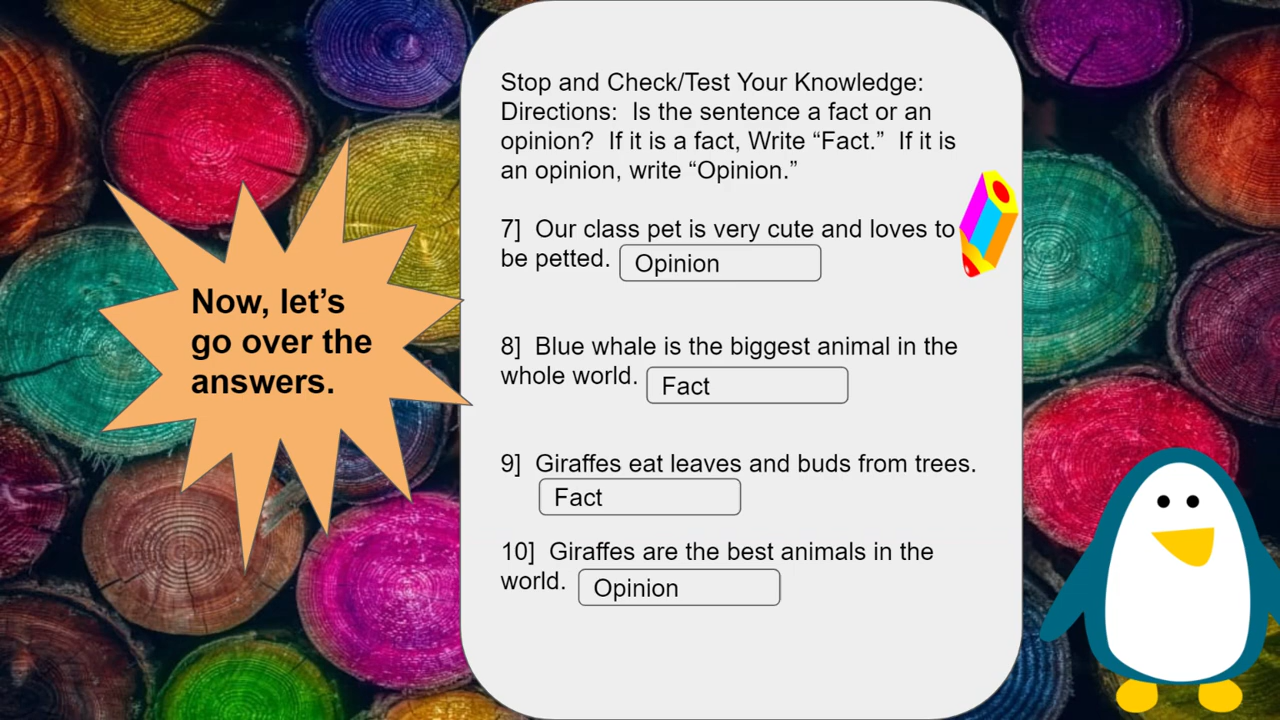 Stop and Check/Test Your Knowledge:
Directions:  Is the sentence a fact or an
opinion?  If it is a fact, Write “Fact.”  If it is
an opinion, write “Opinion.”
7]  Our class pet is very cute and loves to
be petted. Opinion
8]  Blue whale is the biggest animal in the
whole world. Fact
9]  Giraffes eat leaves and buds from trees.
Fact
10]  Giraffes are the best animals in the
world. Opinion
Now, let’s
go over the
answers.